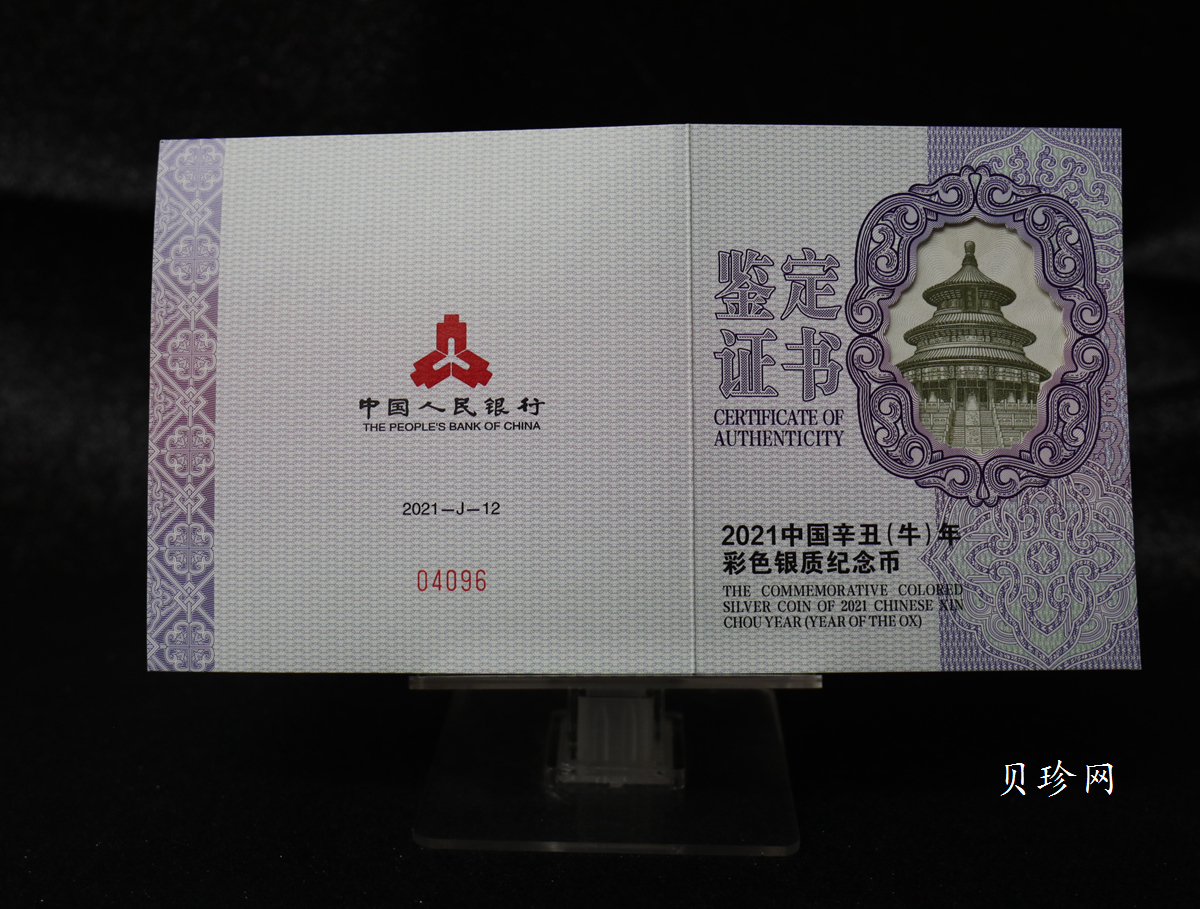 中国人民银行
THE PEOPLE'S BANK OF CHINA
2021—J—12
04096
鉴定
证书
CERTIFICATE OF
AUTHENTICITY
2021中国辛丑(牛)年
彩色银质纪念币
THE COMMEMORATIVE COLORED
SILVER COIN OF 2021 CHINESE XIN
CHOU YEAR (YEAR OF THE OX)
贝珍网